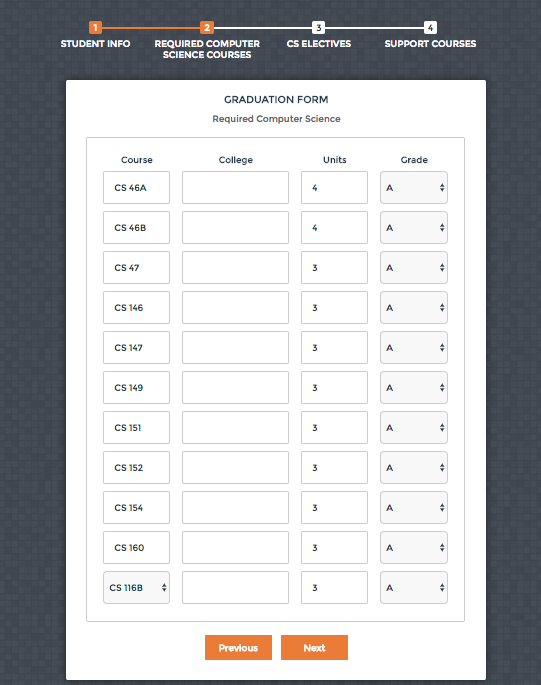 1 2 3 4
STUDENT INFO REQUIRED COMPUTER CS ELECTIVES SUPPORT COURSES
SCIENCE COURSES
GRADUATION FORM
Required Computer Science
Course College Units Grade
CS 46A 4 A
CS 46B 4 A
CS 47 3 A
CS 146 3 A
CS 147 3 A
CS 149 3 A
CS 151 3 A
CS 152 3 A
CS 154 3 A
CS 160 3 A
CS 116B 3 A
Previous Next